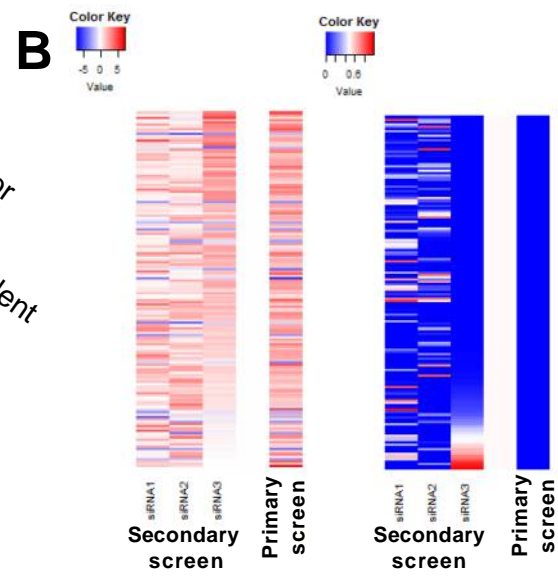 B
Color Key
-5 0 5
Value
Color Key
0 0.6
Value
siRNA1
siRNA2
siRNA3
Secondary
screen
Primary
screen
siRNA1
siRNA2
siRNA3
Secondary
screen
Primary
screen